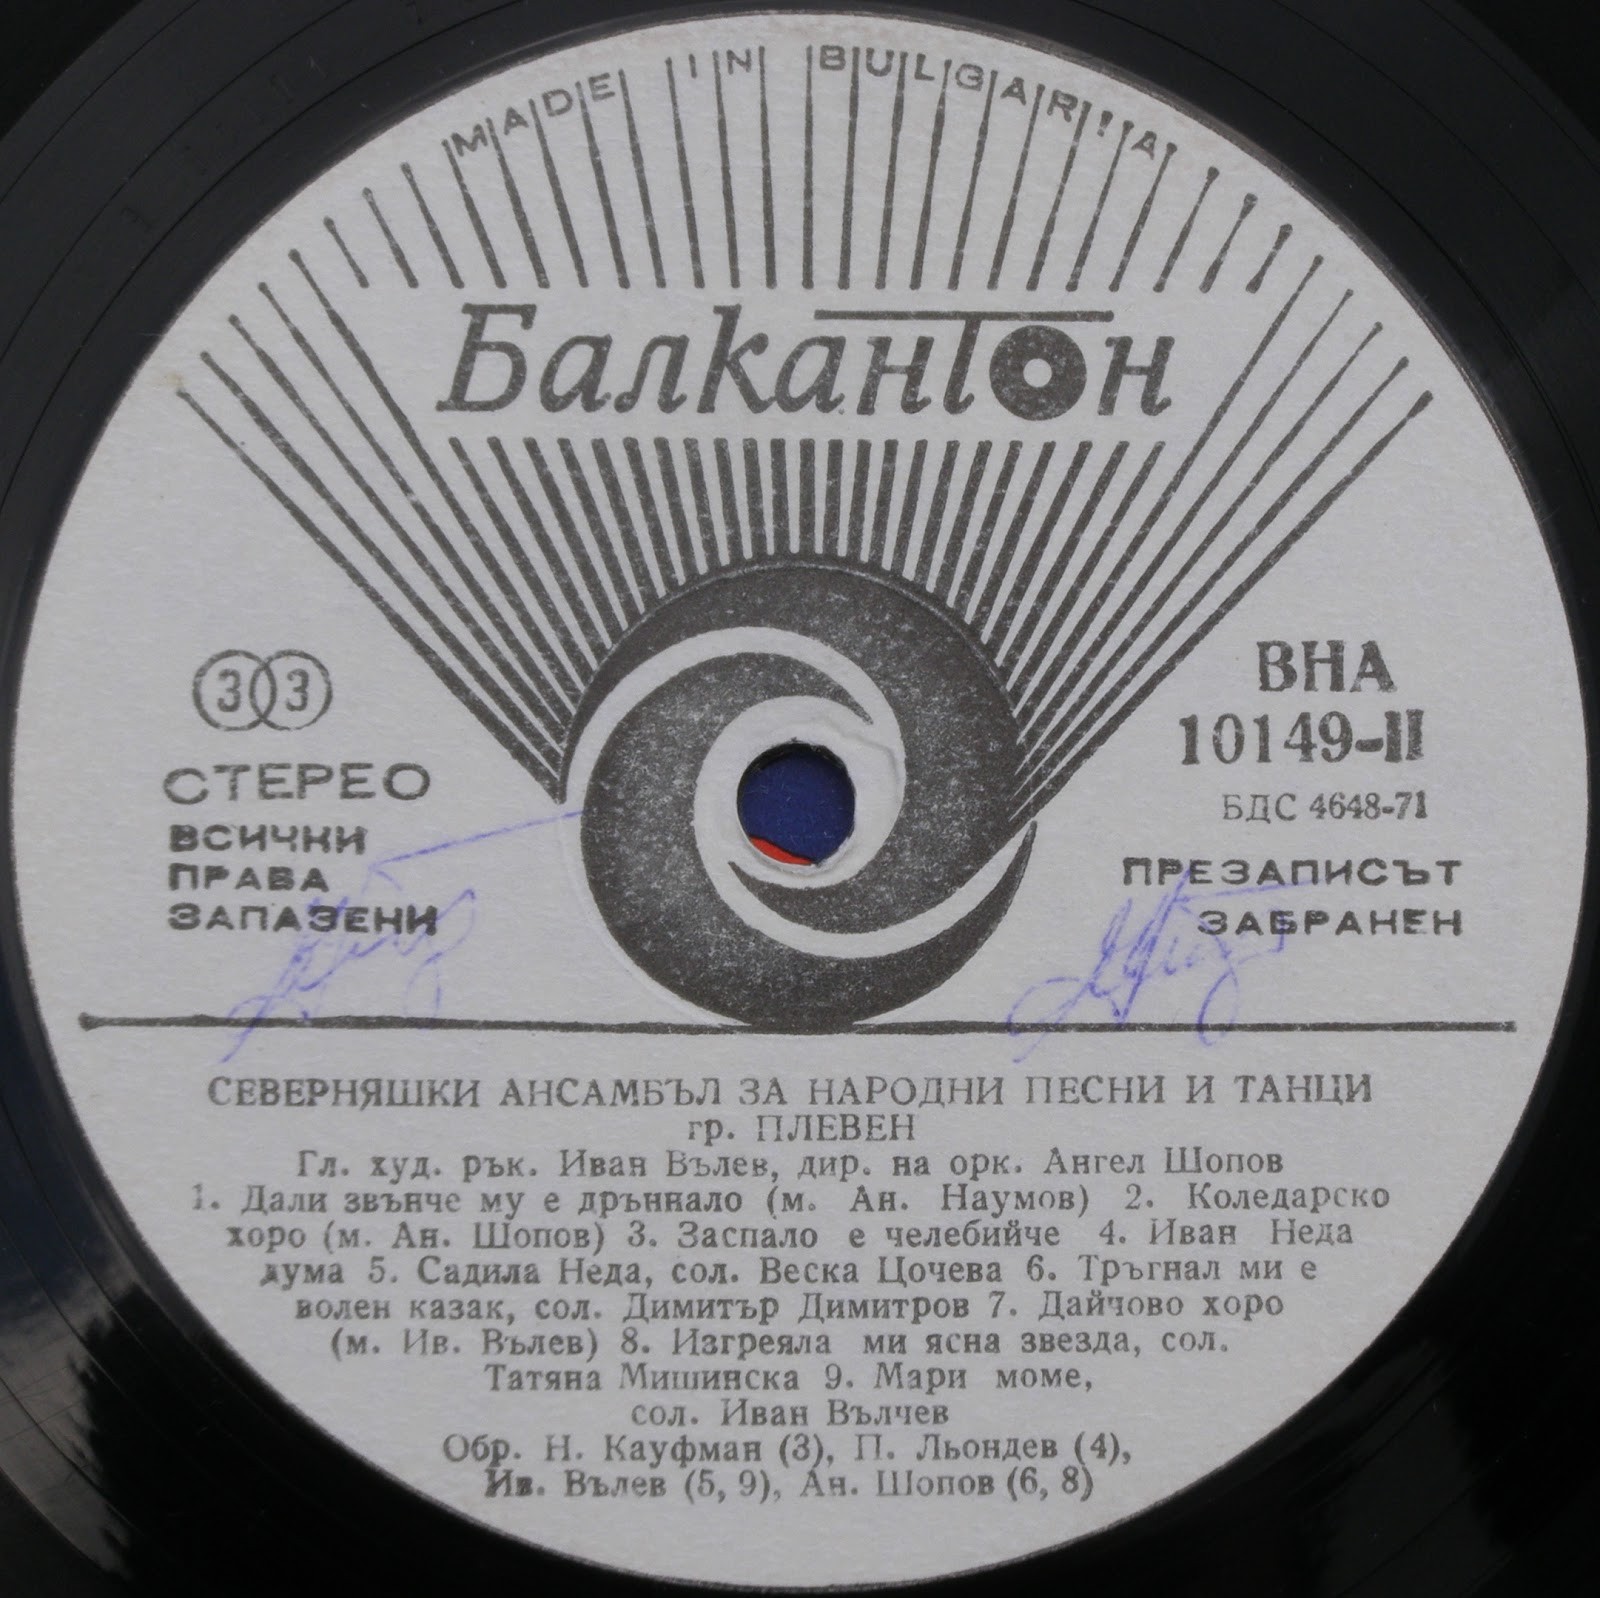 MADE IN BULGARIA
Балкантон
33
СТЕРЕО
ВСИЧКИ
ПРАВА
ЗАПАЗЕНИ
ВНА
10149-II
БДС 4648-71
ПРЕЗАПИСЪТ
ЗАБРАНЕН
СЕВЕРНЯШКИ АНСАМБЪЛ ЗА НАРОДНИ ПЕСНИ И ТАНЦИ
гр. ПЛЕВЕН
Гл. худ. рък. Иван Вълев, дир. на орк. Ангел Шопов
1. Дали звънче му е дръннало (м. Ан. Наумов) 2. Коледарско
хоро (м. Ан. Шопов) 3. Заспало е челебийче 4. Иван Неда
дума 5. Садила Неда, сол. Веска Цочева 6. Тръгнал ми е
волен казак, сол. Димитър Димитров 7. Дайчово хоро
(м. Ив. Вълев) 8. Изгреяла ми ясна звезда, сол.
Татяна Мишинска 9. Мари моме,
сол. Иван Вълчев
Обр. Н. Кауфман (3), П. Льондев (4),
Ив. Вълев (5, 9), Ан. Шопов (6, 8)